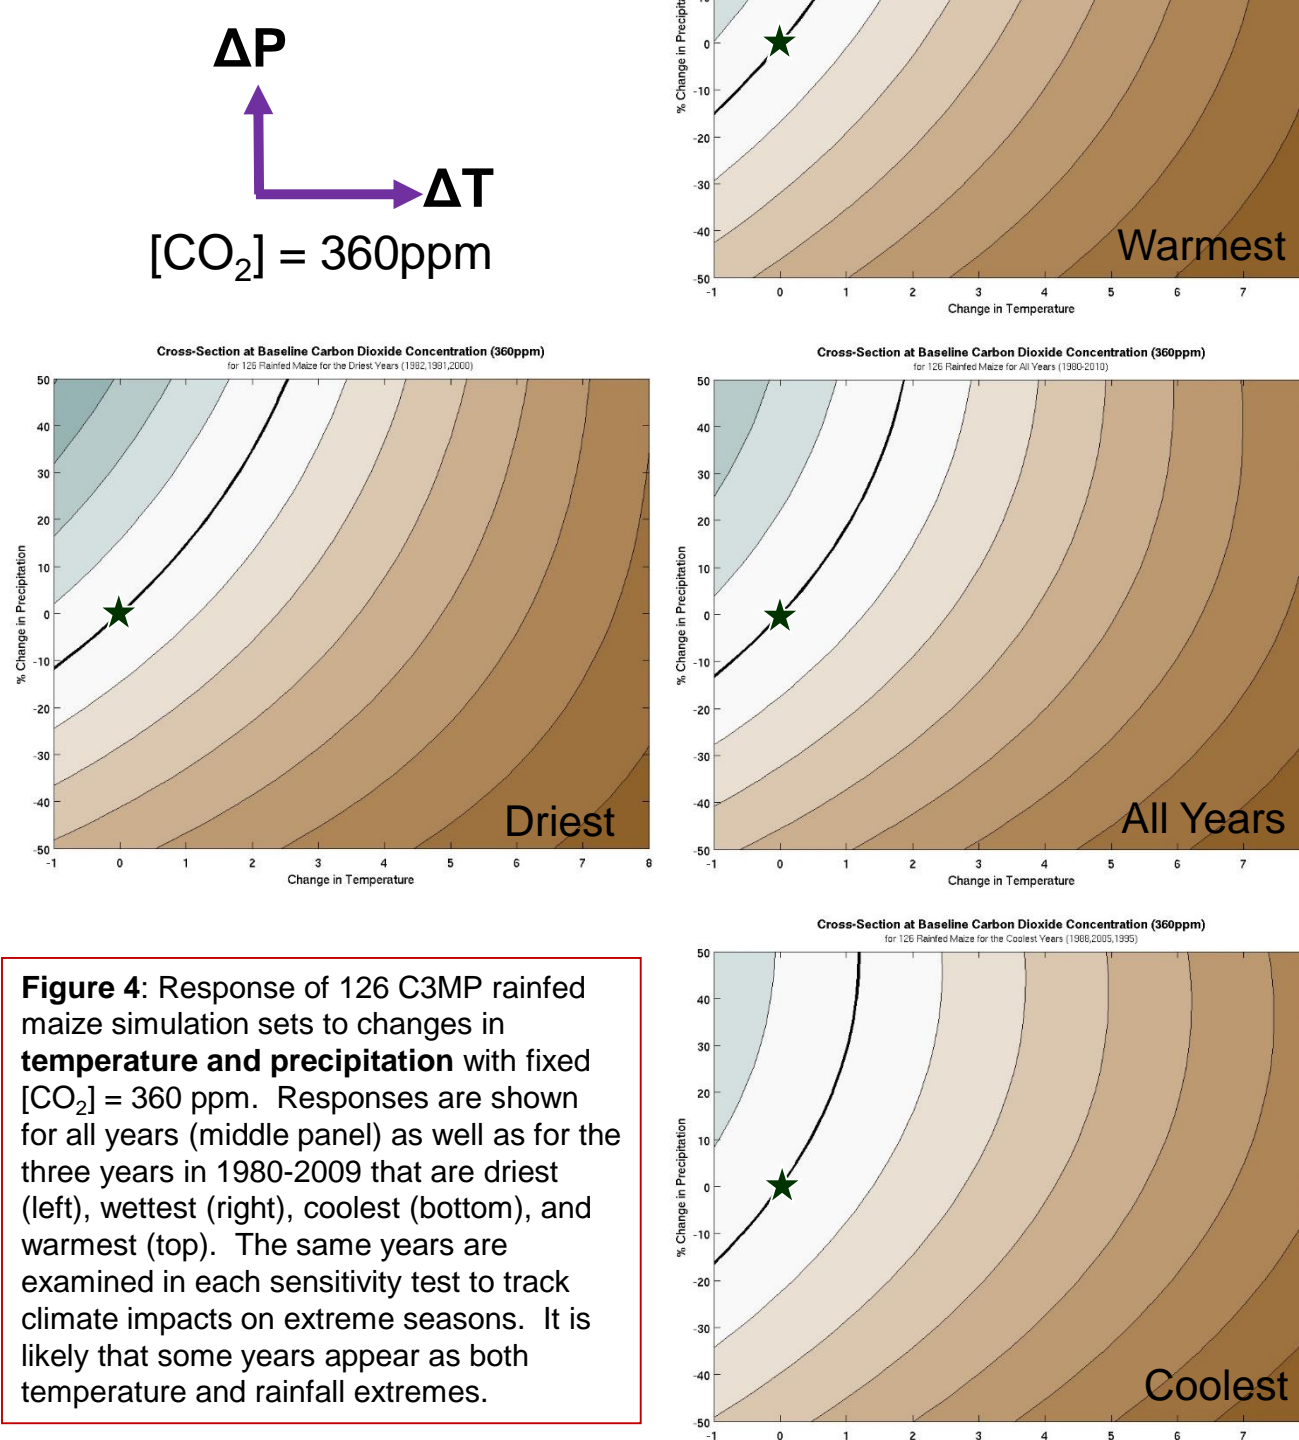 ΔP
ΔT
[CO₂] = 360ppm
% Change in Precipita
10
0
-10
-20
-30
-40
-50
-1 0 1 2 3 4 5 6 7
Change in Temperature
Warmest
Cross-Section at Baseline Carbon Dioxide Concentration (360ppm)
for 126 Rainfed Maize for the Driest Years (1982,1981,2000)
% Change in Precipitation
50
40
30
20
10
0
-10
-20
-30
-40
-50
-1 0 1 2 3 4 5 6 7 8
Change in Temperature
Driest
Cross-Section at Baseline Carbon Dioxide Concentration (360ppm)
for 126 Rainfed Maize for All Years (1980-2010)
% Change in Precipitation
50
40
30
20
10
0
-10
-20
-30
-40
-50
-1 0 1 2 3 4 5 6 7
Change in Temperature
All Years
Cross-Section at Baseline Carbon Dioxide Concentration (360ppm)
for 126 Rainfed Maize for the Coolest Years (1988,2005,1995)
% Change in Precipitation
50
40
30
20
10
0
-10
-20
-30
-40
-50
-1 0 1 2 3 4 5 6 7
Coolest
Figure 4: Response of 126 C3MP rainfed
maize simulation sets to changes in
temperature and precipitation with fixed
[CO₂] = 360 ppm.  Responses are shown
for all years (middle panel) as well as for the
three years in 1980-2009 that are driest
(left), wettest (right), coolest (bottom), and
warmest (top).  The same years are
examined in each sensitivity test to track
climate impacts on extreme seasons.  It is
likely that some years appear as both
temperature and rainfall extremes.